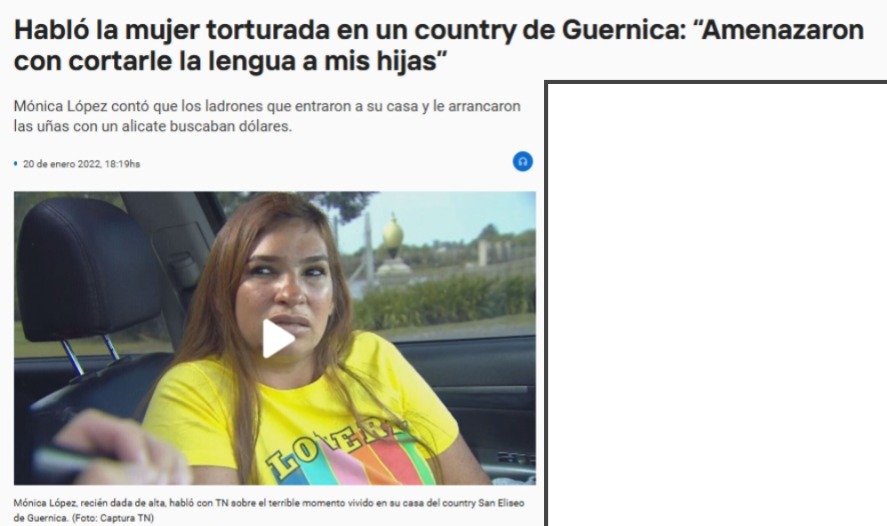 Habló la mujer torturada en un country de Guernica: “Amenazaron
con cortarle la lengua a mis hijas”
Mónica López contó que los ladrones que entraron a su casa y le arrancaron
las uñas con un alicate buscaban dólares.
20 de enero 2022, 18:19hs
LOVERS
Mónica López, recién dada de alta, habló con TN sobre el terrible momento vivido en su casa del country San Eliseo
de Guernica. (Foto: Captura TN)